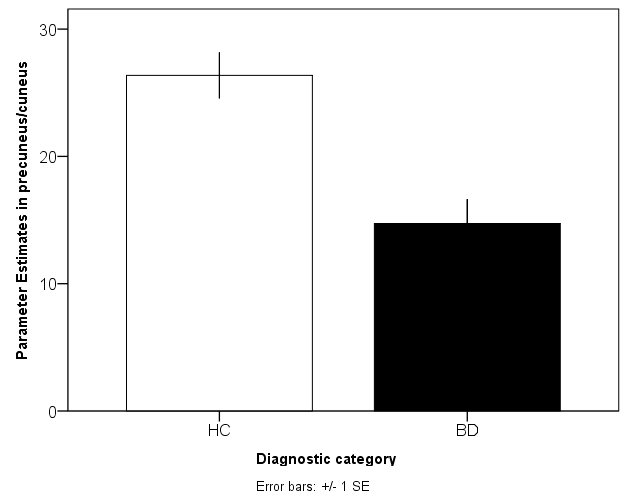 Parameter Estimates in precuneus/cuneus
30
20
10
0
HC
BD
Diagnostic category
Error bars: +/- 1 SE